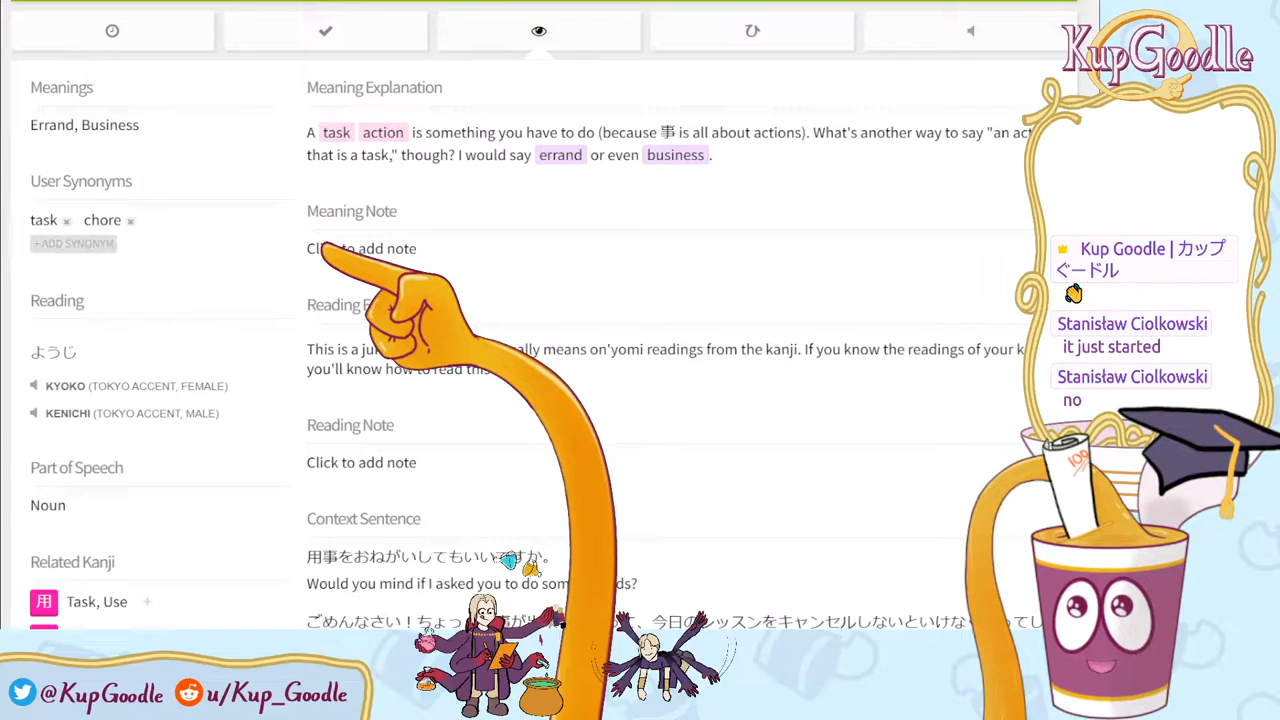 KupGoodle
Meanings
Errand, Business
User Synonyms
task chore
+ ADD SYNONYM
Reading
ようじ
KYOKO (TOKYO ACCENT, FEMALE)
KENICHI (TOKYO ACCENT, MALE)
Part of Speech
Noun
Related Kanji
用 Task, Use +
ひ
Meaning Explanation
A task action is something you have to do (because 事 is all about actions). What's another way to say "an act
that is a task," though? I would say errand or even business.
Meaning Note
Click to add note
Reading
This is a means on'yomi readings from the kanji. If you know the readings of your
you'll know how to read this
Reading Note
Click to add note
Context Sentence
用事をおねがいしてもいいですか。
Would you mind if I asked you to do
ごめんなさい！ちょっ 今日のレッスンをキャンセルしないといけなく
Kup Goodle | カップ
ぐードル
Stanisław Ciolkowski
it just started
Stanisław Ciolkowski
no
100
@KupGoodle u/Kup_Goodle